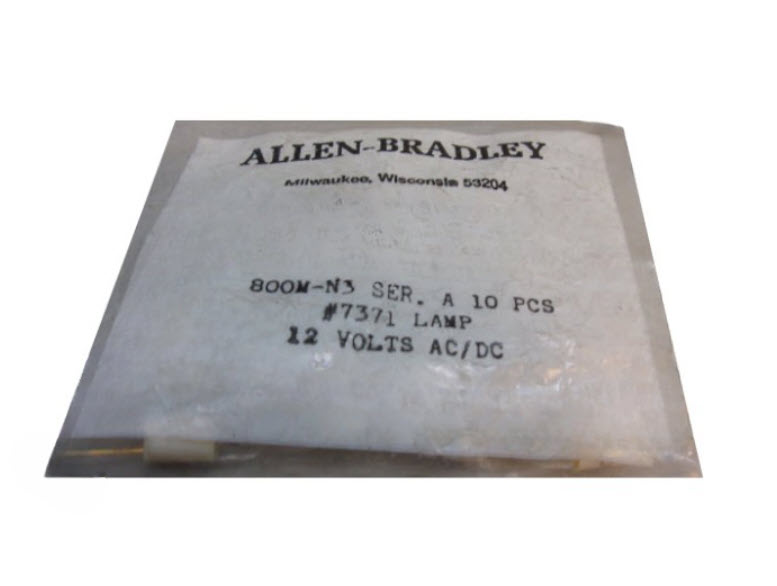 ALLEN-BRADLEY
Milwaukee, Wisconsin 53204
800M-N3 SER. A 10 PCS
#7371 LAMP
12 VOLTS AC/DC